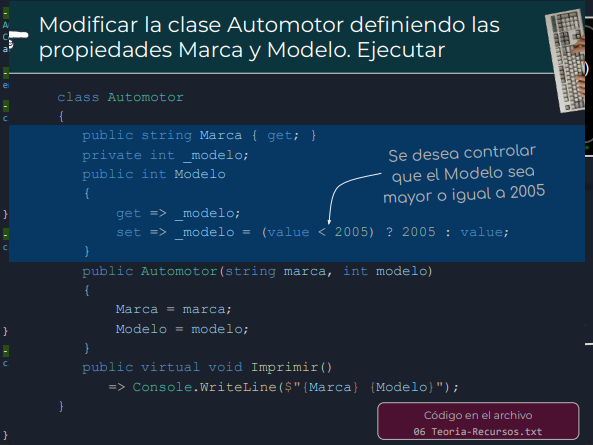 Modificar la clase Automotor definiendo las
propiedades Marca y Modelo. Ejecutar
class Automotor
{
public string Marca { get; }
private int _modelo;
public int Modelo
{
get => _modelo;
set => _modelo = (value < 2005) ? 2005 : value;
}
Se desea controlar
que el Modelo sea
mayor o igual a 2005
public Automotor(string marca, int modelo)
{
Marca = marca;
Modelo = modelo;
}
public virtual void Imprimir()
=> Console.WriteLine($"{Marca} {Modelo}");
}
Código en el archivo
06 Teoria-Recursos.txt